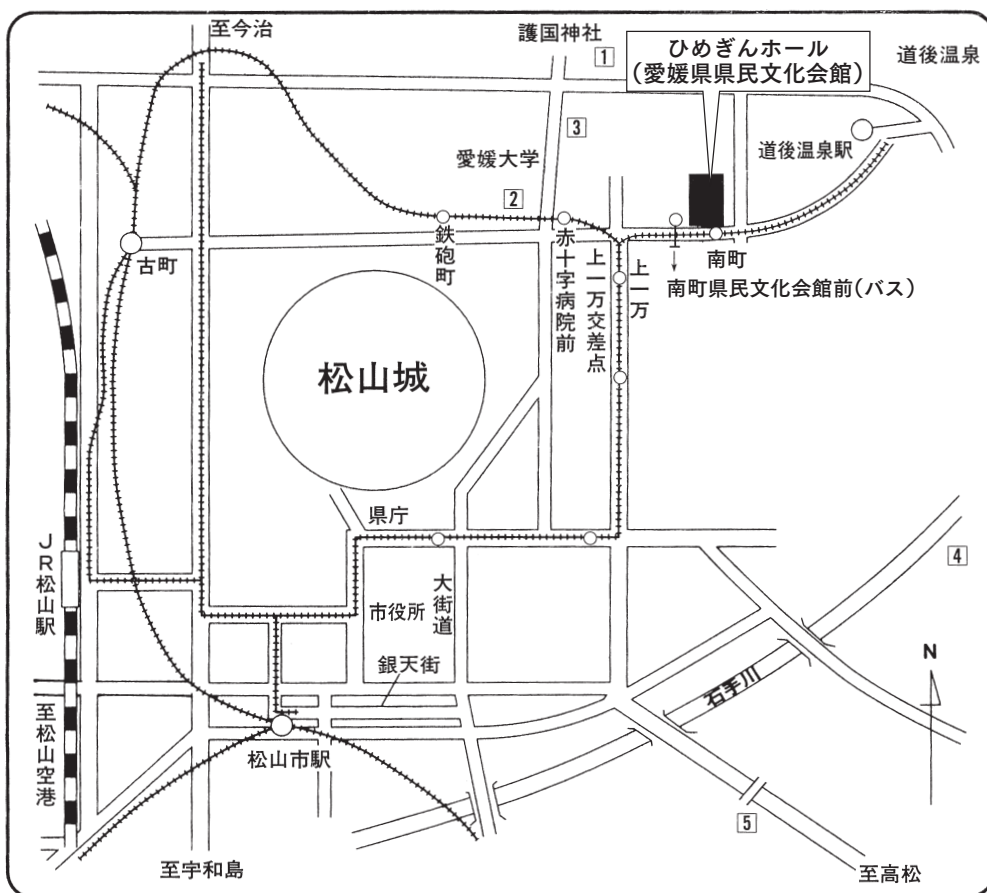 至今治
護国神社
1
ひめぎんホール
(愛媛県県民文化会館)
道後温泉
3
愛媛大学
道後温泉駅
2
鉄砲町
赤十字病院前
上一万交差点
上一万
南町
南町県民文化会館前(バス)
古町
松山城
県庁
JR松山駅
大街道
市役所
4
銀天街
石手川
N
至松山空港
松山市駅
5
至宇和島
至高松